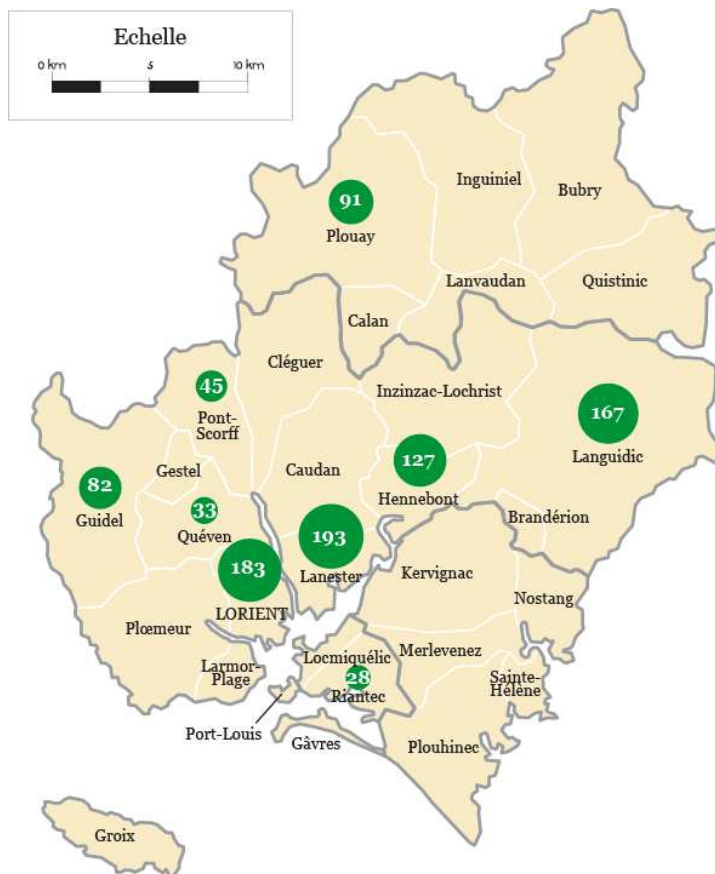 Echelle
0 km 5 10 km
Inguiniel
Bubry
91
Plouay
Lanvaudan
Quistinic
Calan
Cléguer
Inzinzac-Lochrist
45
Pont-
Scorff
167
Languidic
Gestel
Caudan
127
Hennebont
82
Guidel
33
Quéven
193
Lanester
Brandérion
183
LORIENT
Kervignac
Nostang
Plœmeur
Larmor-
Plage
Locmiquélic
28
Riantec
Merlevenez
Sainte-
Hélène
Port-Louis
Gâvres
Plouhinec
Groix